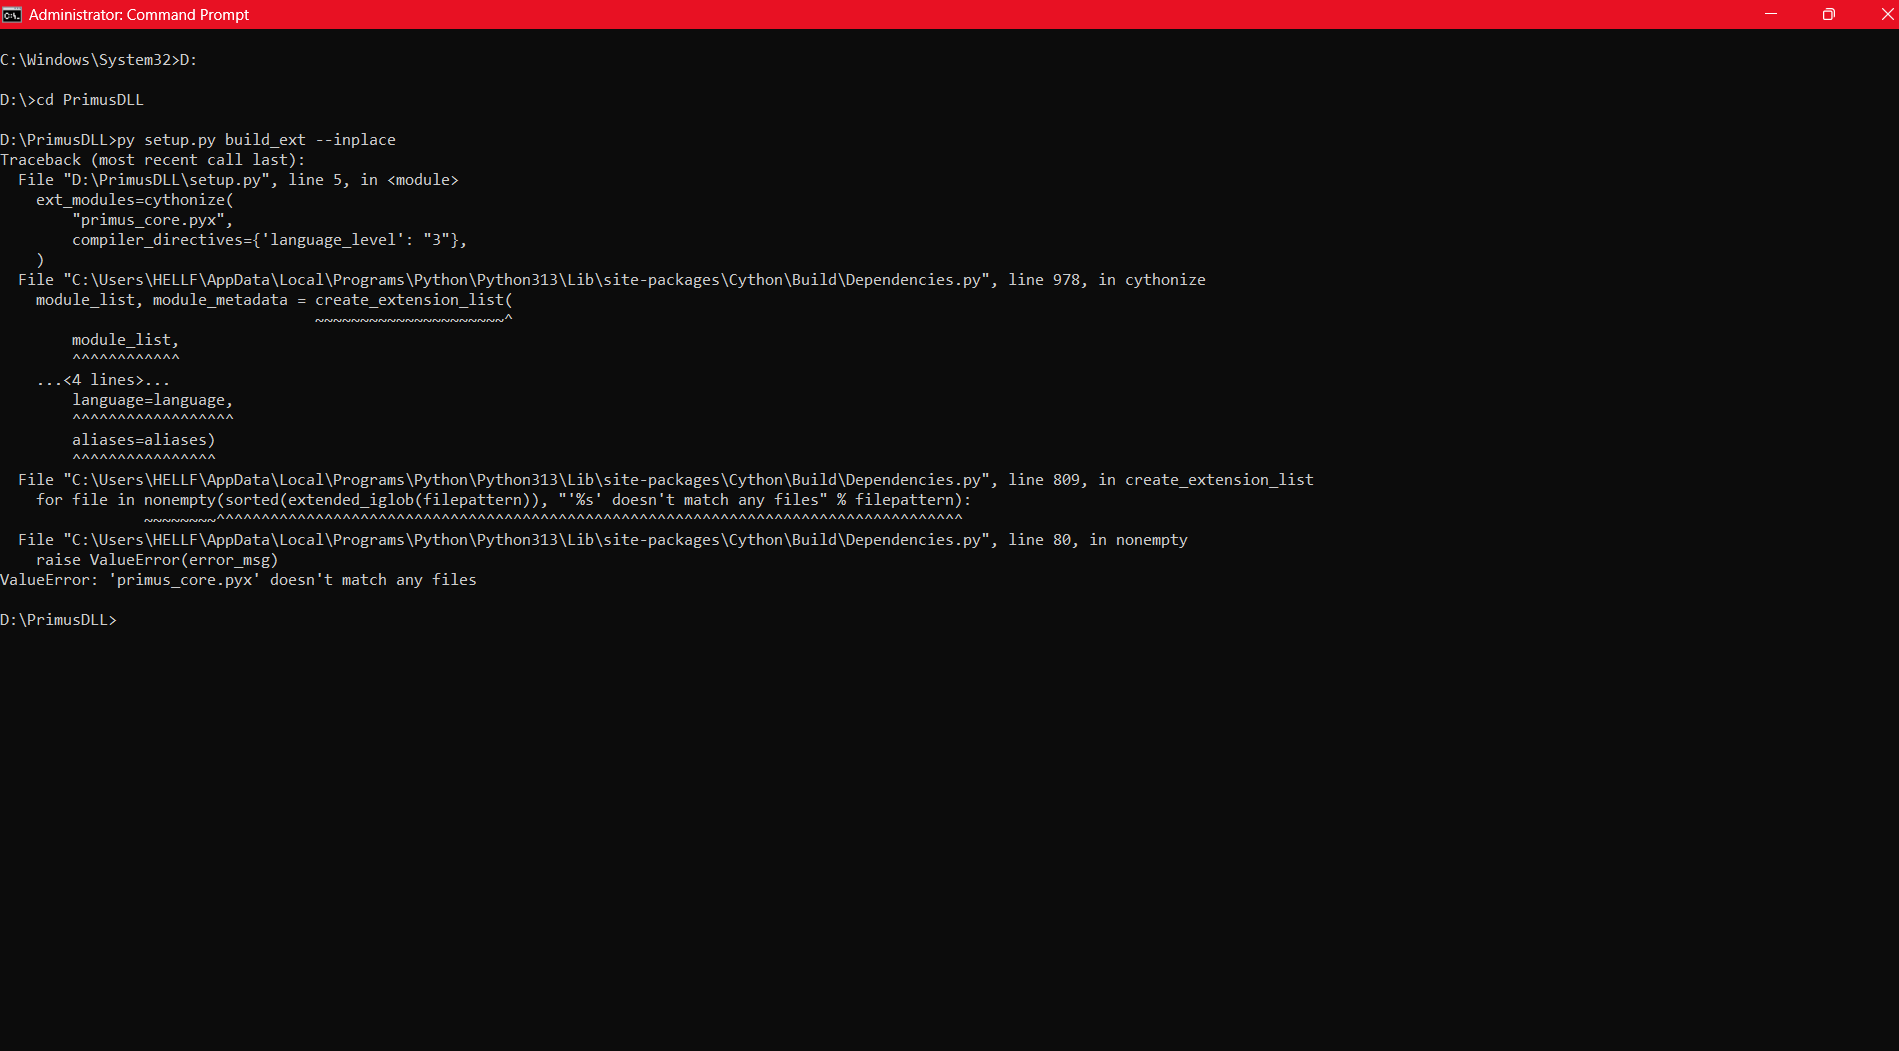 Administrator: Command Prompt
C:\Windows\System32>D:
D:\>cd PrimusDLL
D:\PrimusDLL>py setup.py build_ext --inplace
Traceback (most recent call last):
  File "D:\PrimusDLL\setup.py", line 5, in <module>
    ext_modules=cythonize(
        "primus_core.pyx",
        compiler_directives={'language_level': "3"},
    )
  File "C:\Users\HELLF\AppData\Local\Programs\Python\Python313\Lib\site-packages\Cython\Build\Dependencies.py", line 978, in cythonize
    module_list, module_metadata = create_extension_list(
                                   ~~~~~~~~~~~~~~~~~~~~~^
        module_list,
        ^^^^^^^^^^^^
    ...<4 lines>...
        language=language,
        ^^^^^^^^^^^^^^^^^^
        aliases=aliases)
        ^^^^^^^^^^^^^^^^
  File "C:\Users\HELLF\AppData\Local\Programs\Python\Python313\Lib\site-packages\Cython\Build\Dependencies.py", line 809, in create_extension_list
    for file in nonempty(sorted(extended_iglob(filepattern)), "'%s' doesn't match any files" % filepattern):
                ~~~~~~~~^^^^^^^^^^^^^^^^^^^^^^^^^^^^^^^^^^^^^^^^^^^^^^^^^^^^^^^^^^^^^^^^^^^^^^^^^^^^^^^^^^^
  File "C:\Users\HELLF\AppData\Local\Programs\Python\Python313\Lib\site-packages\Cython\Build\Dependencies.py", line 80, in nonempty
    raise ValueError(error_msg)
ValueError: 'primus_core.pyx' doesn't match any files
D:\PrimusDLL>